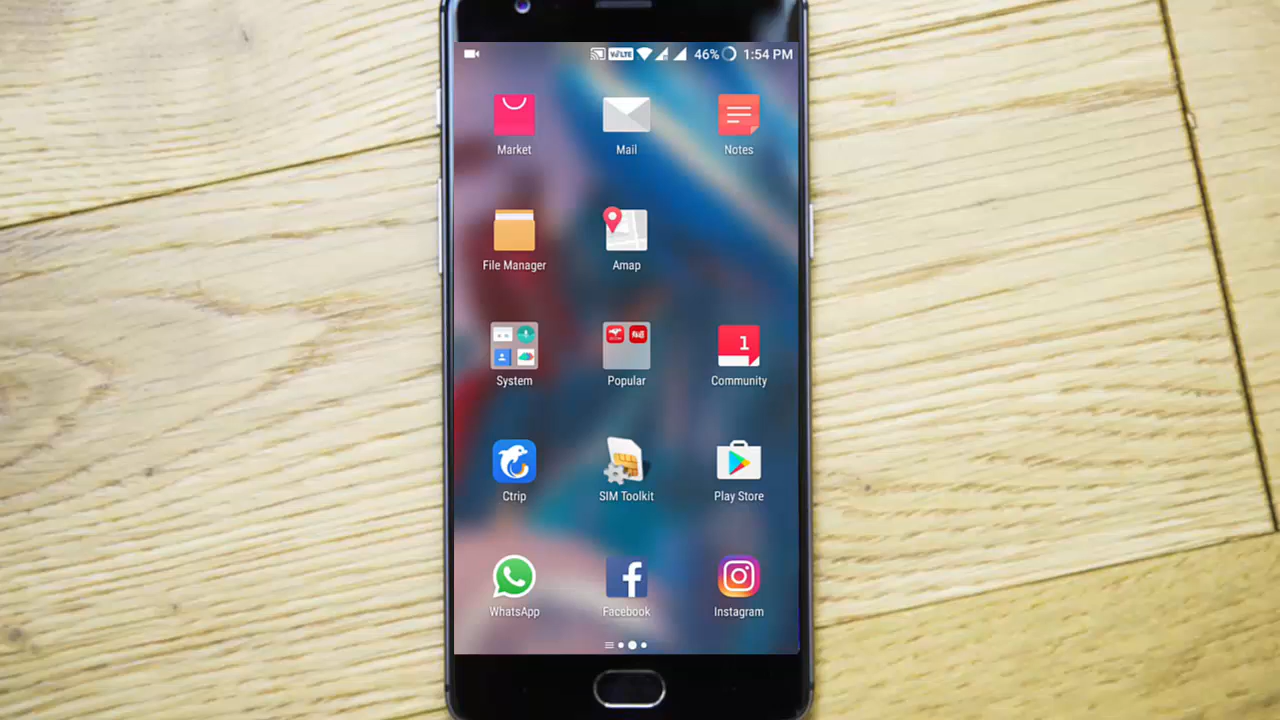 VoLTE 46% 1:54 PM
Market Mail Notes
File Manager Amap
1
System Popular Community
Ctrip SIM Toolkit Play Store
WhatsApp Facebook Instagram